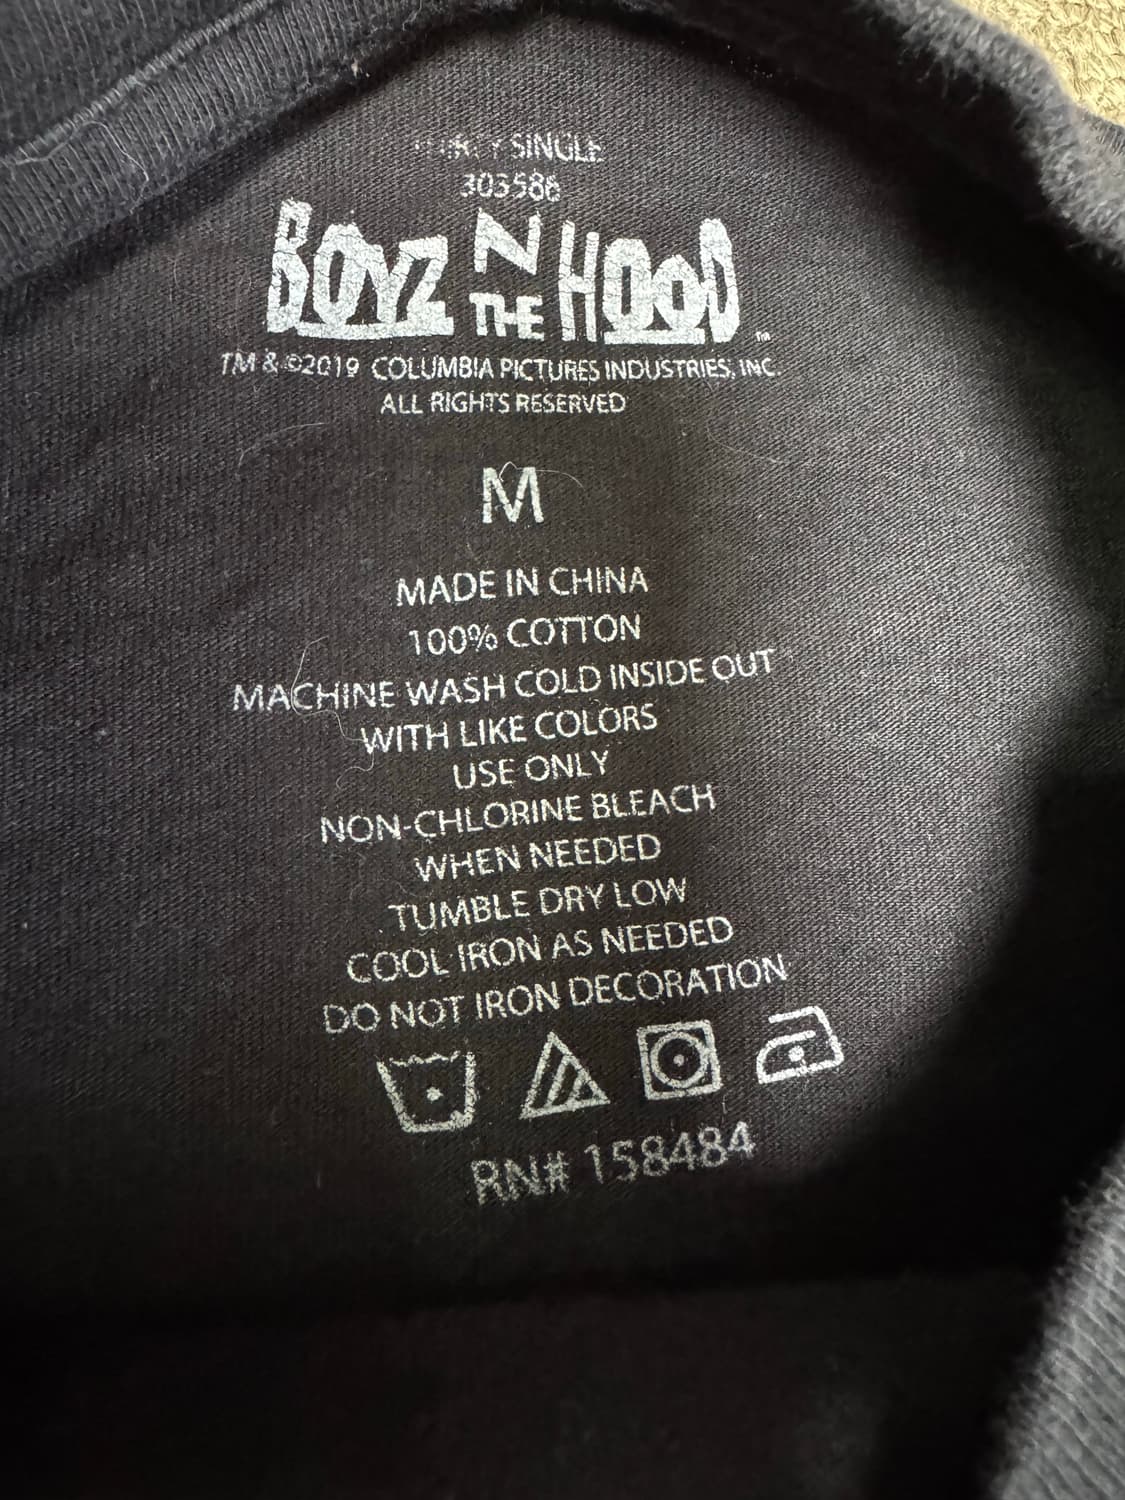 SINGLE
303586
BOYZ N THE HOOD ™
TM & ©2019 COLUMBIA PICTURES INDUSTRIES, INC.
ALL RIGHTS RESERVED
M
MADE IN CHINA
100% COTTON
MACHINE WASH COLD INSIDE OUT
WITH LIKE COLORS
USE ONLY
NON-CHLORINE BLEACH
WHEN NEEDED
TUMBLE DRY LOW
COOL IRON AS NEEDED
DO NOT IRON DECORATION
RN# 158484